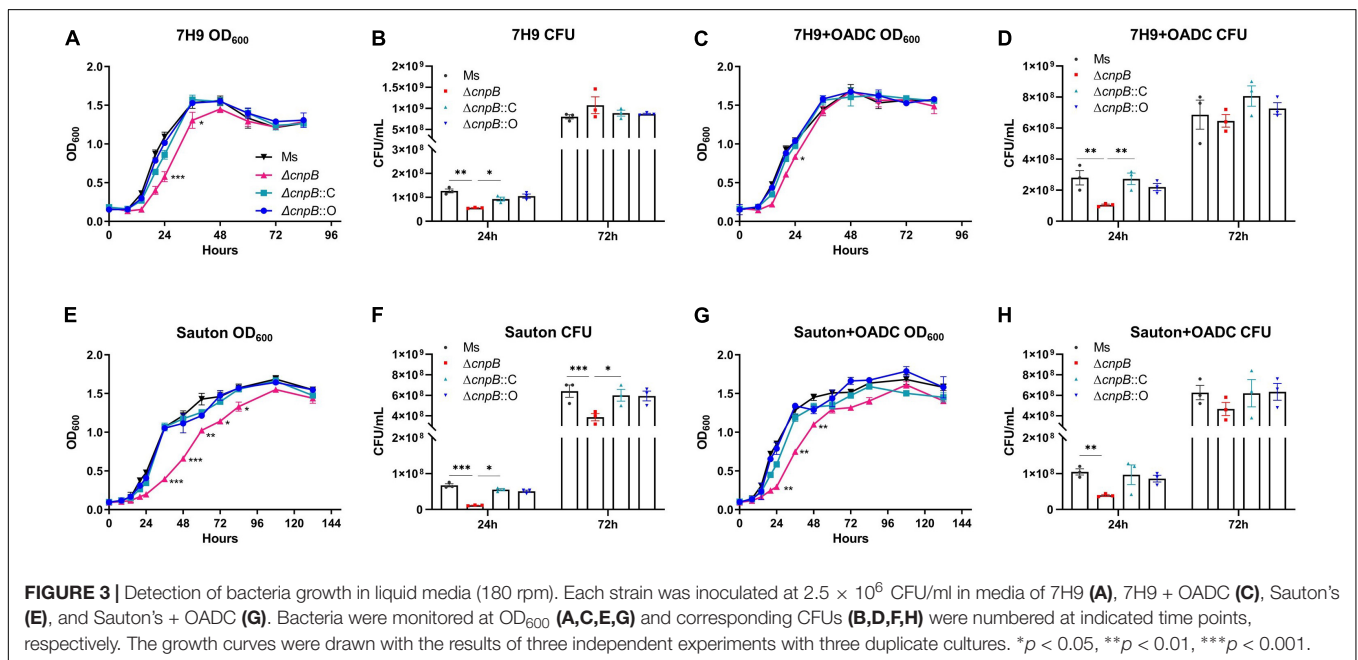 A
7H9 OD600
B
7H9 CFU
C
7H9+OADC OD600
D
7H9+OADC CFU
OD600
2.0
1.5
1.0
0.5
0.0
0 24 48 72 96
Hours
***
*
Ms
ΔcnpB
ΔcnpB::C
ΔcnpB::O
CFU/mL
2×10⁹
2×10⁹
1×10⁹
5×10⁸
3×10⁸
2×10⁸
1×10⁸
0
Ms
ΔcnpB
ΔcnpB::C
ΔcnpB::O
** *
24h 72h
OD600
2.0
1.5
1.0
0.5
0.0
0 24 48 72 96
Hours
*
CFU/mL
1×10⁹
8×10⁸
6×10⁸
4×10⁸
2×10⁸
0
Ms
ΔcnpB
ΔcnpB::C
ΔcnpB::O
** **
24h 72h
E
Sauton OD600
F
Sauton CFU
G
Sauton+OADC OD600
H
Sauton+OADC CFU
OD600
2.0
1.5
1.0
0.5
0.0
0 24 48 72 96 120 144
Hours
***
***
**
*
*
CFU/mL
1×10⁹
8×10⁸
6×10⁸
4×10⁸
2×10⁸
1×10⁸
0
Ms
ΔcnpB
ΔcnpB::C
ΔcnpB::O
*** *
*** *
24h 72h
OD600
2.0
1.5
1.0
0.5
0.0
0 24 48 72 96 120 144
Hours
**
**
**
CFU/mL
1×10⁹
8×10⁸
6×10⁸
4×10⁸
2×10⁸
1×10⁸
0
Ms
ΔcnpB
ΔcnpB::C
ΔcnpB::O
**
24h 72h
FIGURE 3 | Detection of bacteria growth in liquid media (180 rpm). Each strain was inoculated at 2.5 × 10⁶ CFU/ml in media of 7H9 (A), 7H9 + OADC (C), Sauton's
(E), and Sauton's + OADC (G). Bacteria were monitored at OD600 (A,C,E,G) and corresponding CFUs (B,D,F,H) were numbered at indicated time points,
respectively. The growth curves were drawn with the results of three independent experiments with three duplicate cultures. *p < 0.05, **p < 0.01, ***p < 0.001.